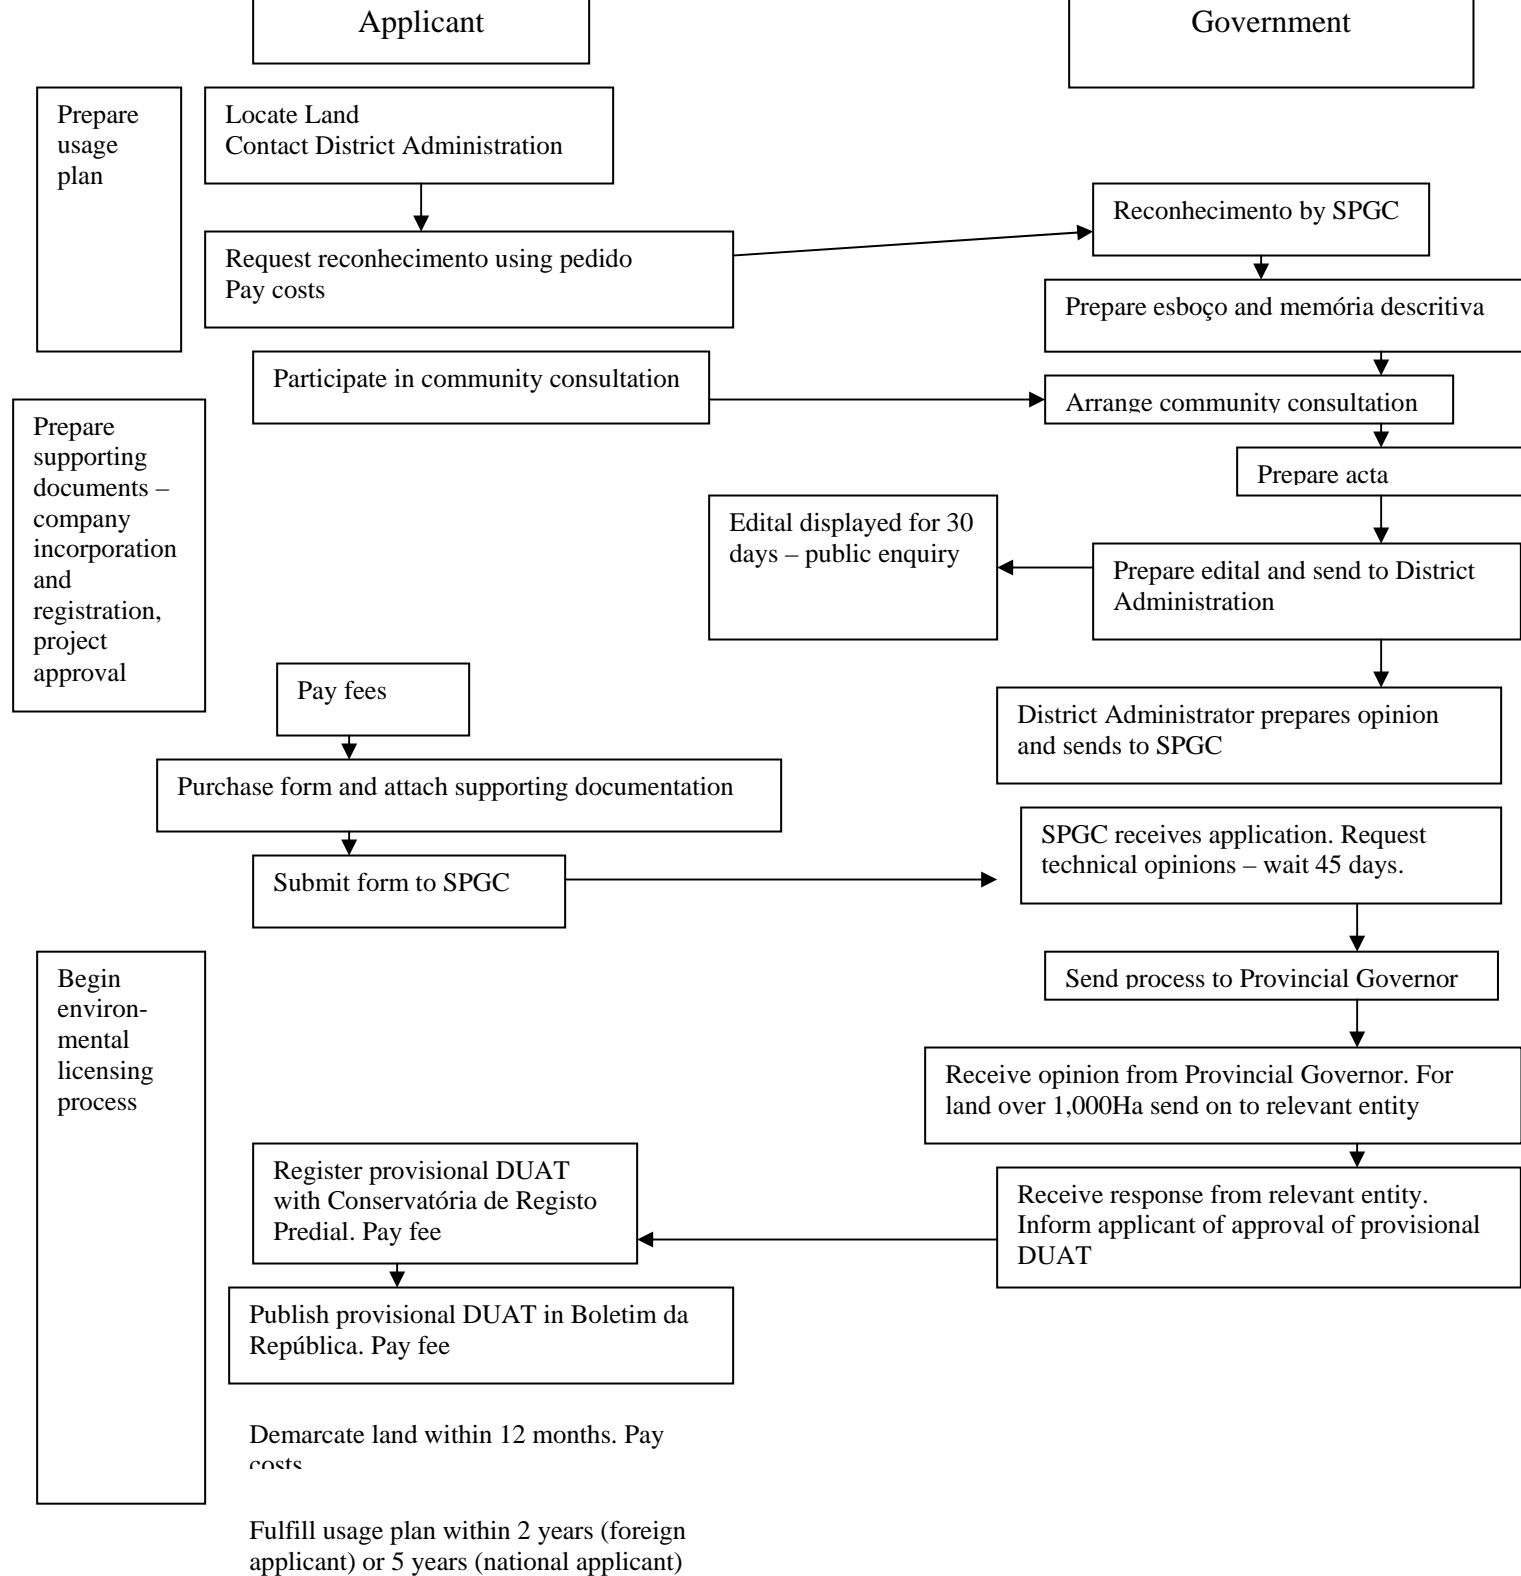 Applicant
Government
Prepare
usage
plan
Locate Land
Contact District Administration
Reconhecimento by SPGC
Request reconhecimento using pedido
Pay costs
Prepare esboço and memória descritiva
Participate in community consultation
Arrange community consultation
Prepare
supporting
documents –
company
incorporation
and
registration,
project
approval
Prepare acta
Edital displayed for 30
days – public enquiry
Prepare edital and send to District
Administration
Pay fees
District Administrator prepares opinion
and sends to SPGC
Purchase form and attach supporting documentation
SPGC receives application. Request
technical opinions – wait 45 days.
Submit form to SPGC
Begin
environ-
mental
licensing
process
Send process to Provincial Governor
Receive opinion from Provincial Governor. For
land over 1,000Ha send on to relevant entity
Register provisional DUAT
with Conservatória de Registo
Predial. Pay fee
Receive response from relevant entity.
Inform applicant of approval of provisional
DUAT
Publish provisional DUAT in Boletim da
República. Pay fee
Demarcate land within 12 months. Pay
costs
Fulfill usage plan within 2 years (foreign
applicant) or 5 years (national applicant)